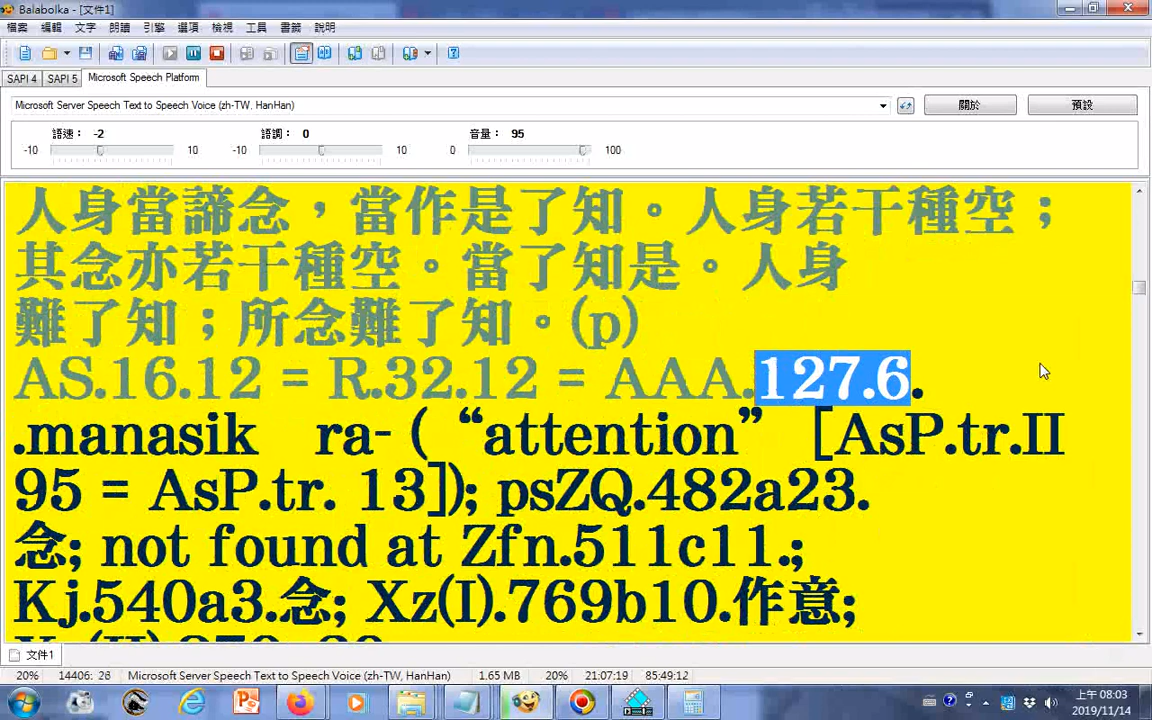 Balabolka - [文件1]
檔案 編輯 文字 朗讀 引擎 選項 檢視 工具 書籤 說明
SAPI 4 SAPI 5 Microsoft Speech Platform
Microsoft Server Speech Text to Speech Voice (zh-TW, HanHan) 關於 預設
語速： -2 語調： 0 音量： 95
-10 10 -10 10 0 100
人身當諦念，當作是了知。人身若干種空；
其念亦若干種空。當了知是。人身
難了知；所念難了知。(p)
AS.16.12 = R.32.12 = AAA.127.6.
.manasik ra- ( “attention” [AsP.tr.II
95 = AsP.tr. 13]); psZQ.482a23.
念; not found at Zfn.511c11.;
Kj.540a3.念; Xz(I).769b10.作意;
文件1
20% 14406: 26 Microsoft Server Speech Text to Speech Voice (zh-TW, HanHan) 1.65 MB 20% 21:07:19 85:49:12
上午 08:03
2019/11/14